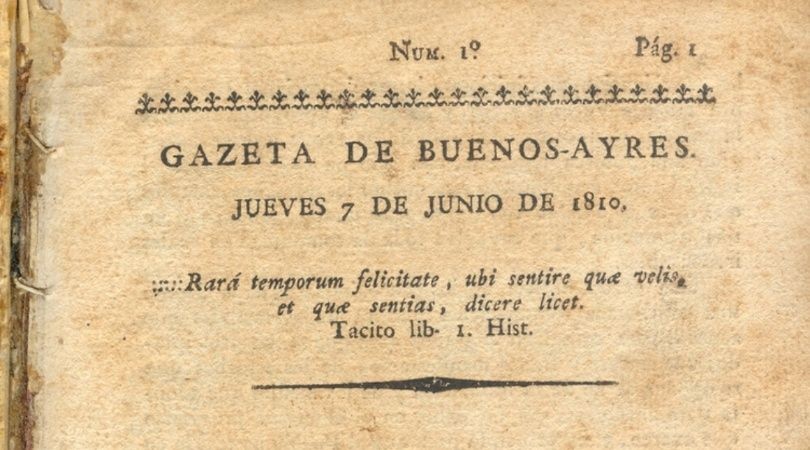 Num. 1º Pág. 1
GAZETA DE BUENOS-AYRES.
JUEVES 7 DE JUNIO DE 1810.
:::::Rará temporum felicitate, ubi sentire quæ velis,
et quæ sentias, dicere licet.
Tacito lib. 1. Hist.